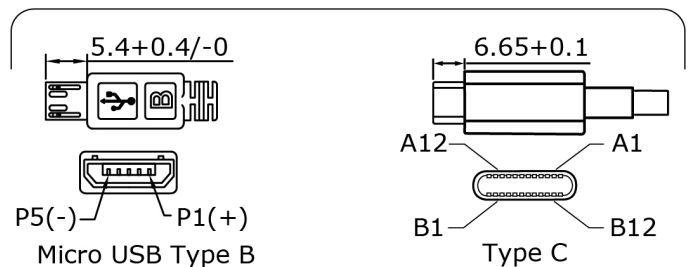 5.4+0.4/-0
6.65+0.1
B
A12
A1
P5(-)
P1(+)
B1
B12
Micro USB Type B
Type C